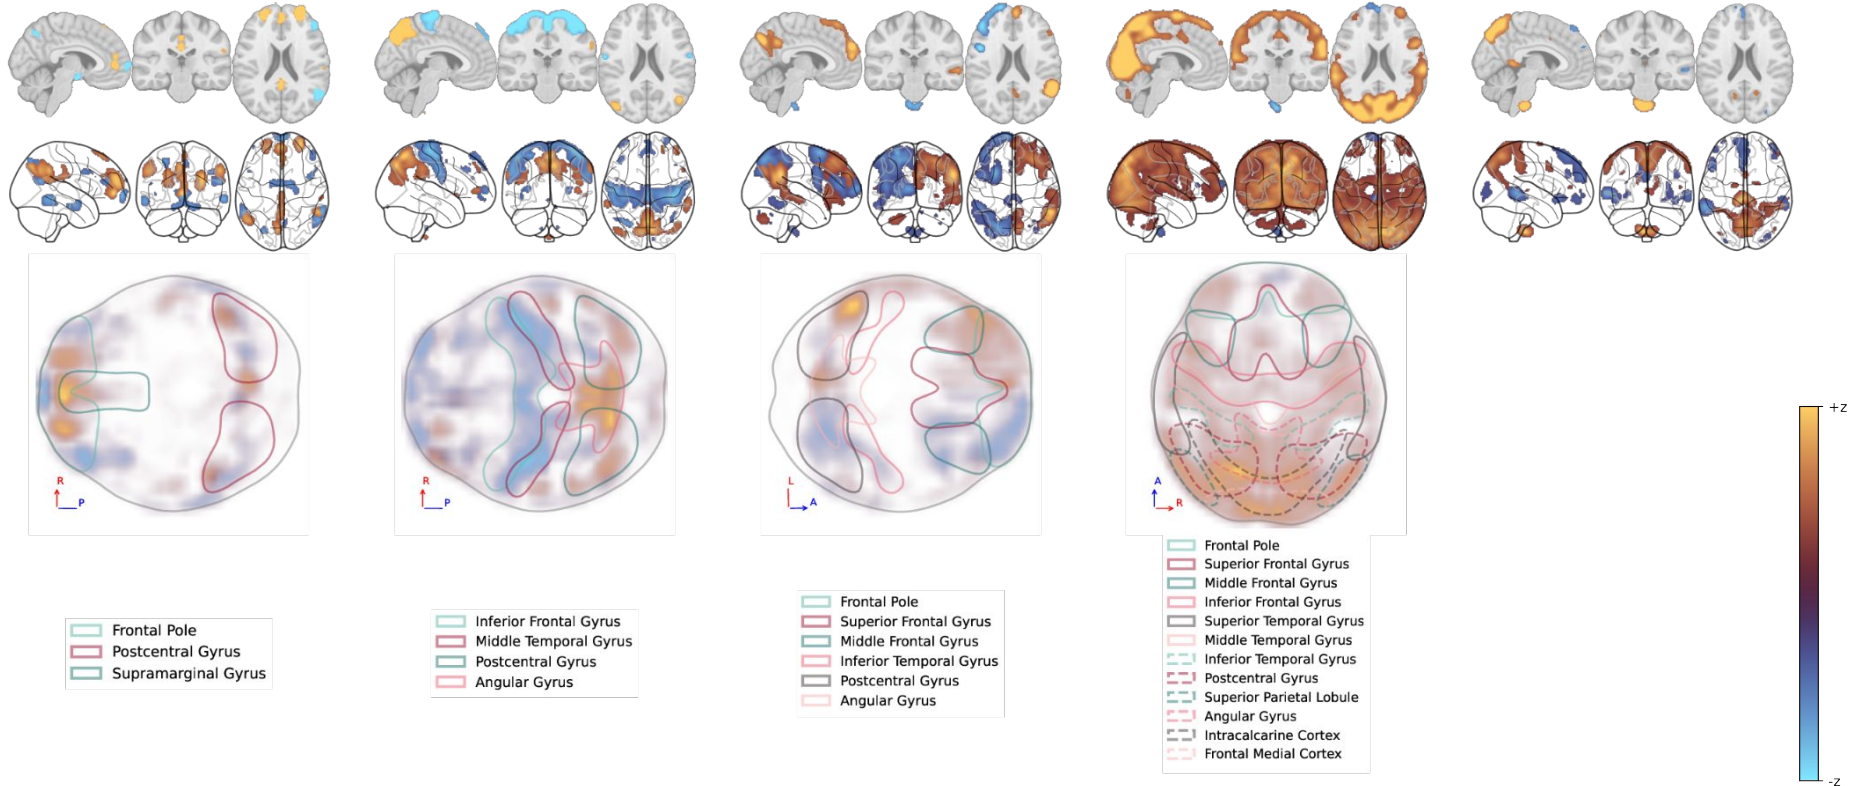 R
P
Frontal Pole
Postcentral Gyrus
Supramarginal Gyrus
R
P
Inferior Frontal Gyrus
Middle Temporal Gyrus
Postcentral Gyrus
Angular Gyrus
L
A
Frontal Pole
Superior Frontal Gyrus
Middle Frontal Gyrus
Inferior Temporal Gyrus
Postcentral Gyrus
Angular Gyrus
A
R
Frontal Pole
Superior Frontal Gyrus
Middle Frontal Gyrus
Inferior Frontal Gyrus
Superior Temporal Gyrus
Middle Temporal Gyrus
Inferior Temporal Gyrus
Postcentral Gyrus
Superior Parietal Lobule
Angular Gyrus
Intracalcarine Cortex
Frontal Medial Cortex
+z
-z